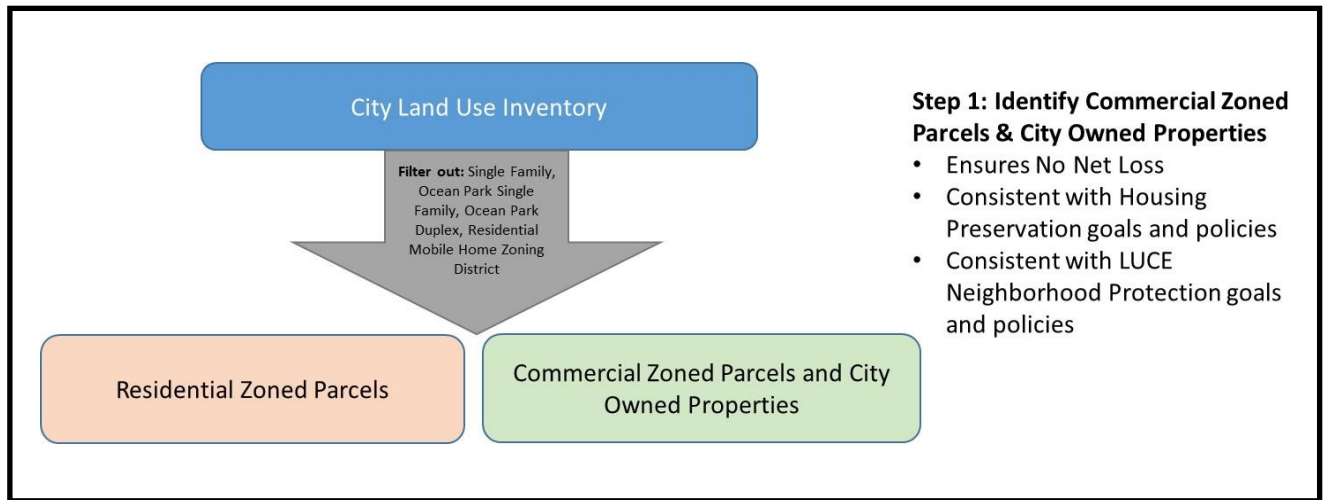 City Land Use Inventory
Filter out: Single Family,
Ocean Park Single
Family, Ocean Park
Duplex, Residential
Mobile Home Zoning
District
Residential Zoned Parcels
Commercial Zoned Parcels and City
Owned Properties
Step 1: Identify Commercial Zoned
Parcels & City Owned Properties
• Ensures No Net Loss
• Consistent with Housing
Preservation goals and policies
• Consistent with LUCE
Neighborhood Protection goals
and policies